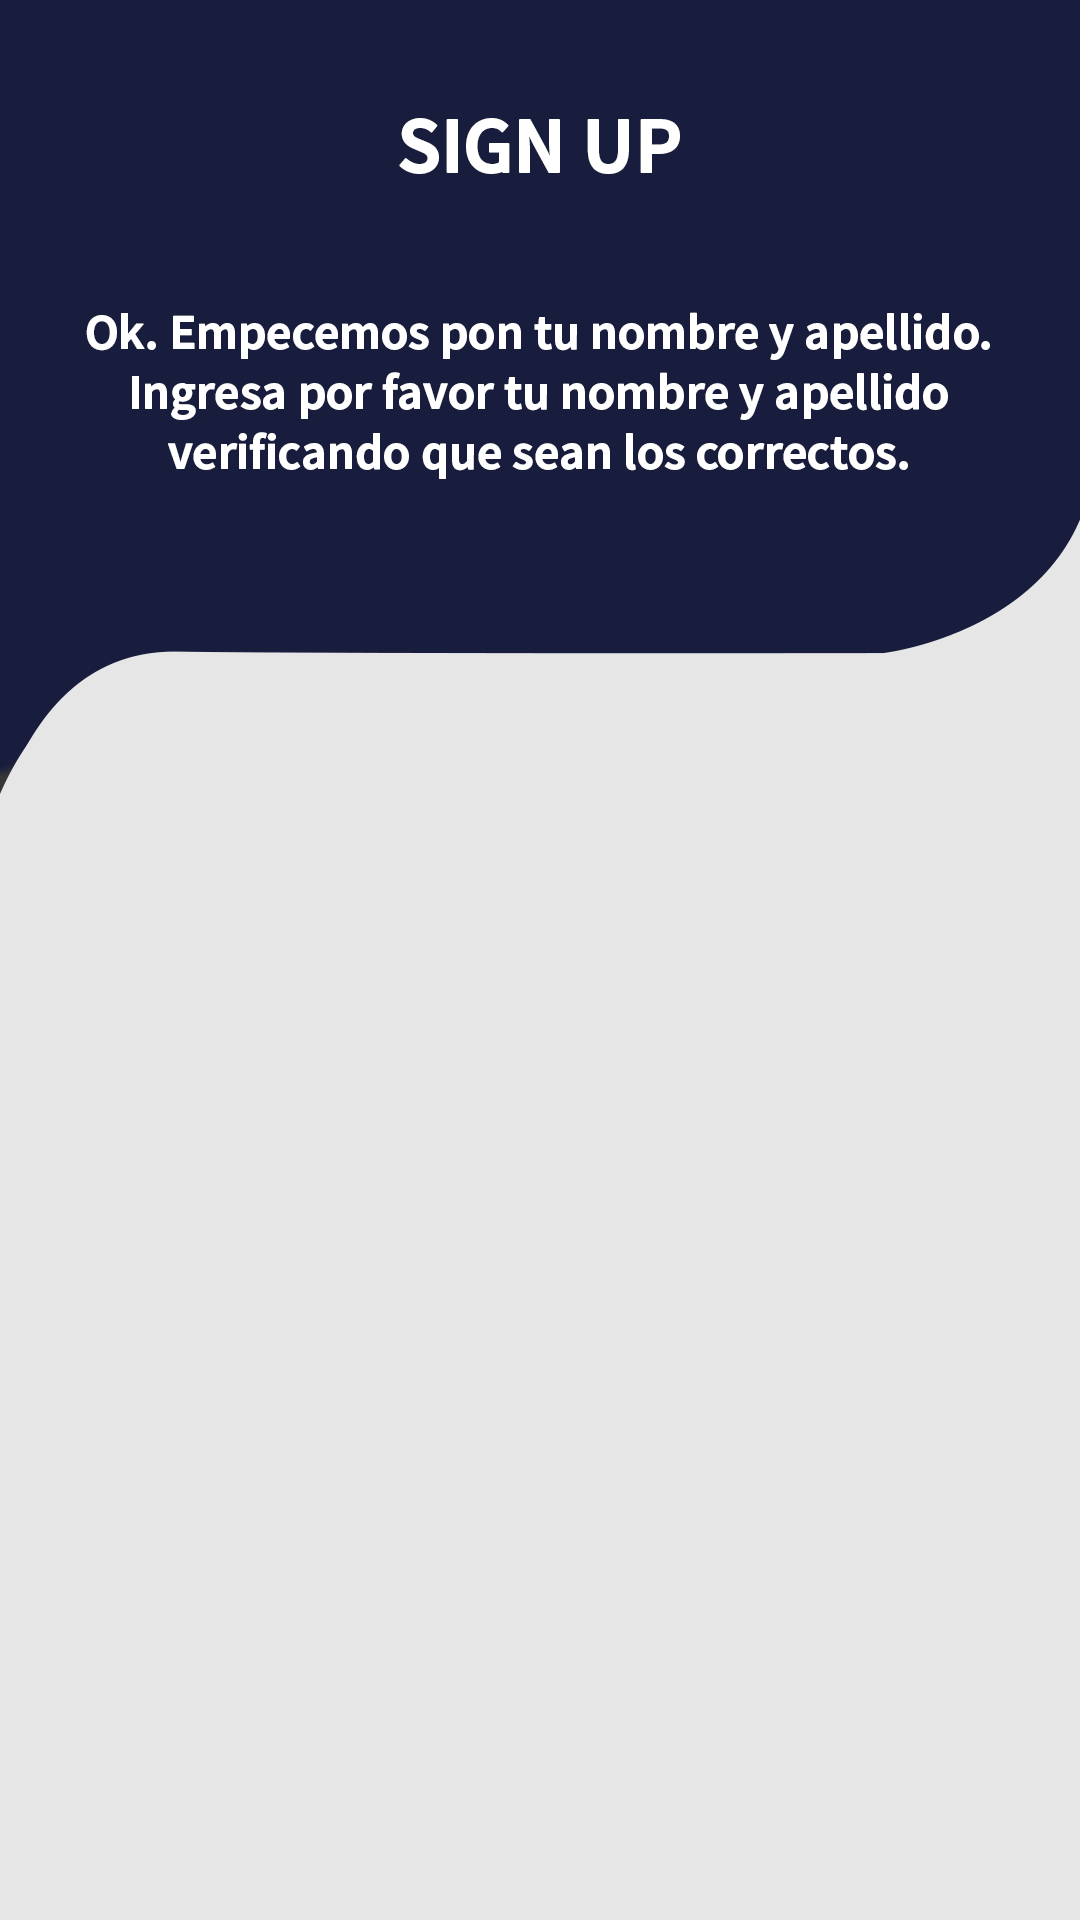 SIGN UP
Ok. Empecemos pon tu nombre y apellido.
Ingresa por favor tu nombre y apellido
verificando que sean los correctos.